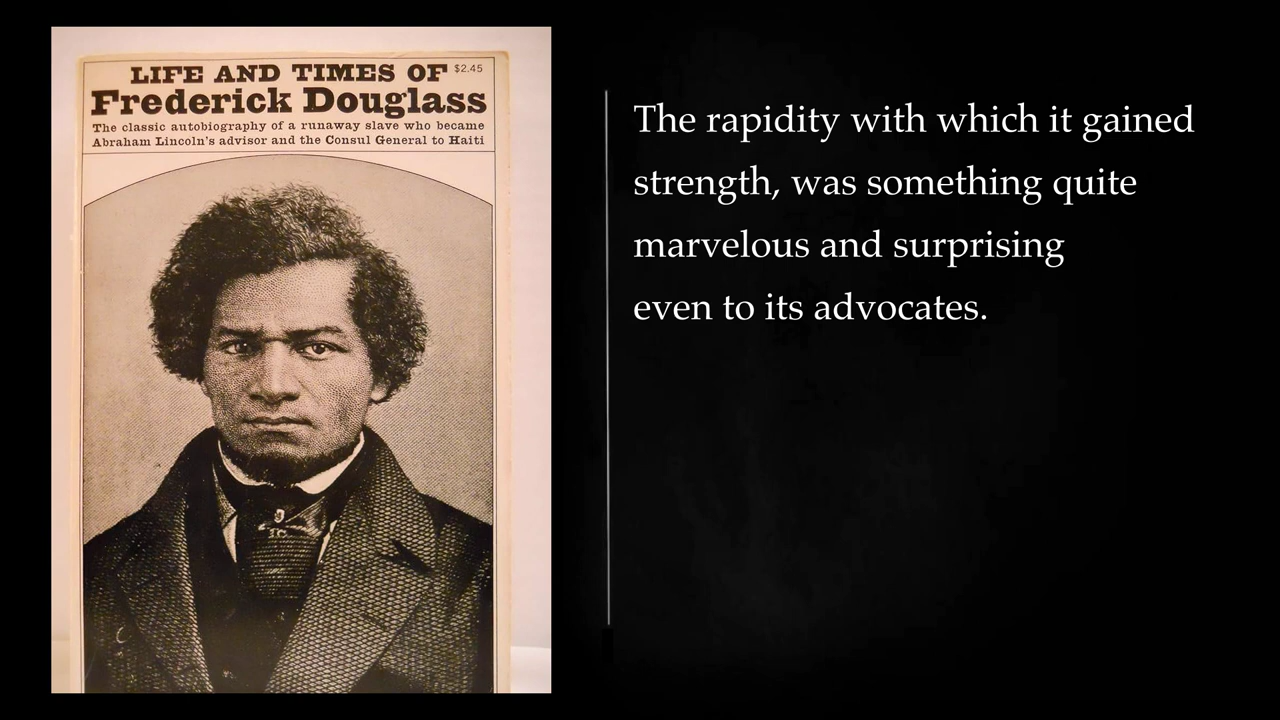 LIFE AND TIMES OF $2.45
Frederick Douglass
The classic autobiography of a runaway slave who became
Abraham Lincoln's advisor and the Consul General to Haiti
The rapidity with which it gained
strength, was something quite
marvelous and surprising
even to its advocates.